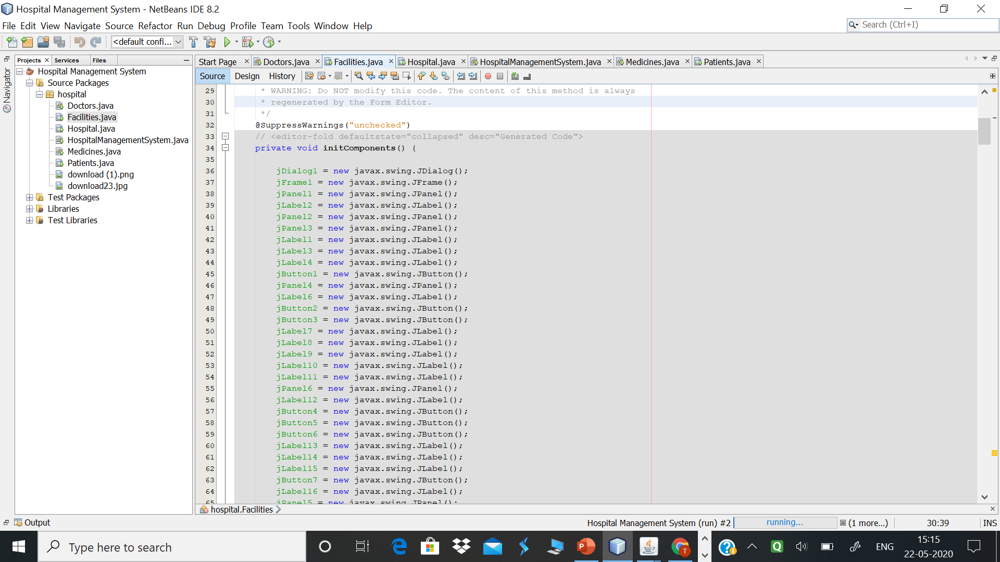 Hospital Management System - NetBeans IDE 8.2
File Edit View Navigate Source Refactor Run Debug Profile Team Tools Window Help
Search (Ctrl+I)
<default confi...
Projects Services Files
Navigator
Hospital Management System
Source Packages
hospital
Doctors.java
Facilities.java
Hospital.java
HospitalManagementSystem.java
Medicines.java
Patients.java
download (1).png
download23.jpg
Test Packages
Libraries
Test Libraries
Start Page Doctors.java Facilities.java Hospital.java HospitalManagementSystem.java Medicines.java Patients.java
Source Design History
29 * WARNING: Do NOT modify this code. The content of this method is always
30 * regenerated by the Form Editor.
31 */
32 @SuppressWarnings("unchecked")
33 // <editor-fold defaultstate="collapsed" desc="Generated Code">
34 private void initComponents() {
35
36 jDialog1 = new javax.swing.JDialog();
37 jFrame1 = new javax.swing.JFrame();
38 jPanel1 = new javax.swing.JPanel();
39 jLabel2 = new javax.swing.JLabel();
40 jPanel2 = new javax.swing.JPanel();
41 jPanel3 = new javax.swing.JPanel();
42 jLabel1 = new javax.swing.JLabel();
43 jLabel3 = new javax.swing.JLabel();
44 jLabel4 = new javax.swing.JLabel();
45 jButton1 = new javax.swing.JButton();
46 jPanel4 = new javax.swing.JPanel();
47 jLabel6 = new javax.swing.JLabel();
48 jButton2 = new javax.swing.JButton();
49 jButton3 = new javax.swing.JButton();
50 jLabel7 = new javax.swing.JLabel();
51 jLabel8 = new javax.swing.JLabel();
52 jLabel9 = new javax.swing.JLabel();
53 jLabel10 = new javax.swing.JLabel();
54 jLabel11 = new javax.swing.JLabel();
55 jPanel6 = new javax.swing.JPanel();
56 jLabel12 = new javax.swing.JLabel();
57 jButton4 = new javax.swing.JButton();
58 jButton5 = new javax.swing.JButton();
59 jButton6 = new javax.swing.JButton();
60 jLabel13 = new javax.swing.JLabel();
61 jLabel14 = new javax.swing.JLabel();
62 jLabel15 = new javax.swing.JLabel();
63 jButton7 = new javax.swing.JButton();
64 jLabel16 = new javax.swing.JLabel();
65 jPanel5 = new javax.swing.JPanel();
hospital.Facilities
Output
Hospital Management System (run) #2 running... (1 more...) 30:39 INS
Type here to search
ENG
15:15
22-05-2020